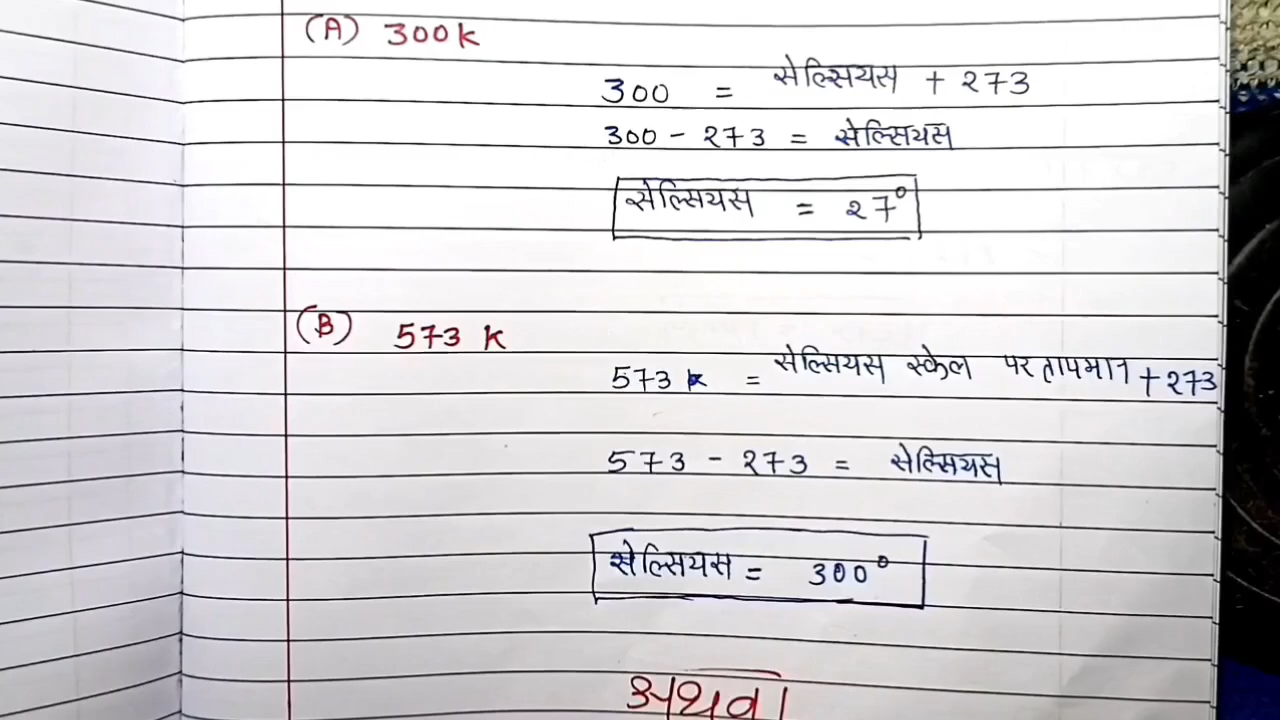 (A) 300k
300 = सेल्सियस + 273
300 - 273 = सेल्सियस
सेल्सियस = 27°
(B) 573 k
573 k = सेल्सियस स्केल पर तापमान + 273
573 - 273 = सेल्सियस
सेल्सियस = 300°
अथवा